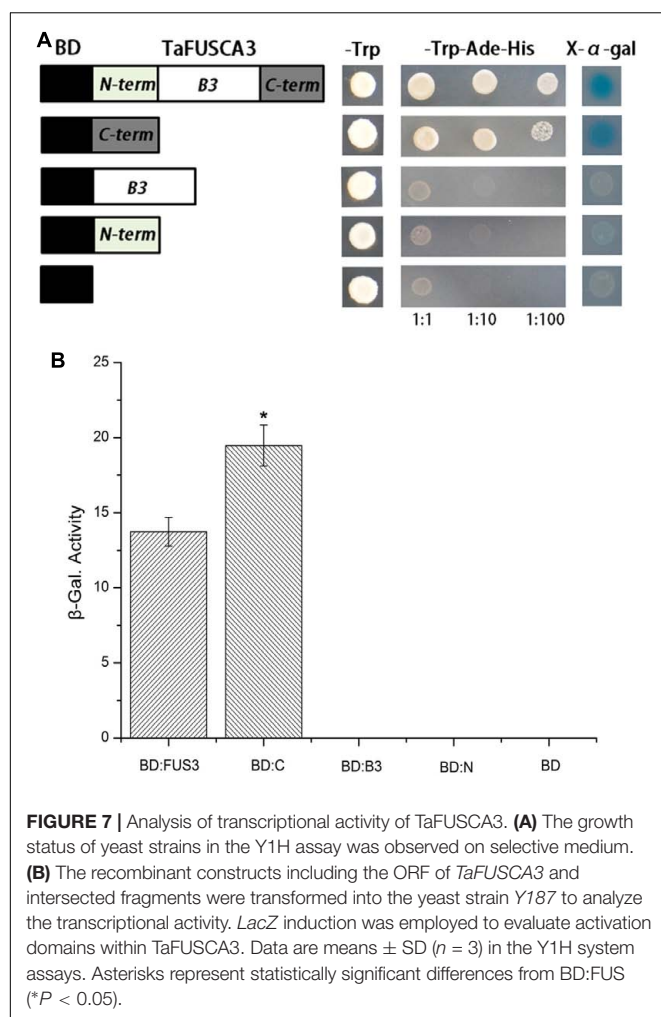 A
BD TaFUSCA3 -Trp -Trp-Ade-His X-α-gal
N-term B3 C-term
C-term
B3
N-term
1:1 1:10 1:100
B
25
20
15
10
5
0
β-Gal. Activity
*
BD:FUS3 BD:C BD:B3 BD:N BD
FIGURE 7 | Analysis of transcriptional activity of TaFUSCA3. (A) The growth
status of yeast strains in the Y1H assay was observed on selective medium.
(B) The recombinant constructs including the ORF of TaFUSCA3 and
intersected fragments were transformed into the yeast strain Y187 to analyze
the transcriptional activity. LacZ induction was employed to evaluate activation
domains within TaFUSCA3. Data are means ± SD (n = 3) in the Y1H system
assays. Asterisks represent statistically significant differences from BD:FUS
(*P < 0.05).